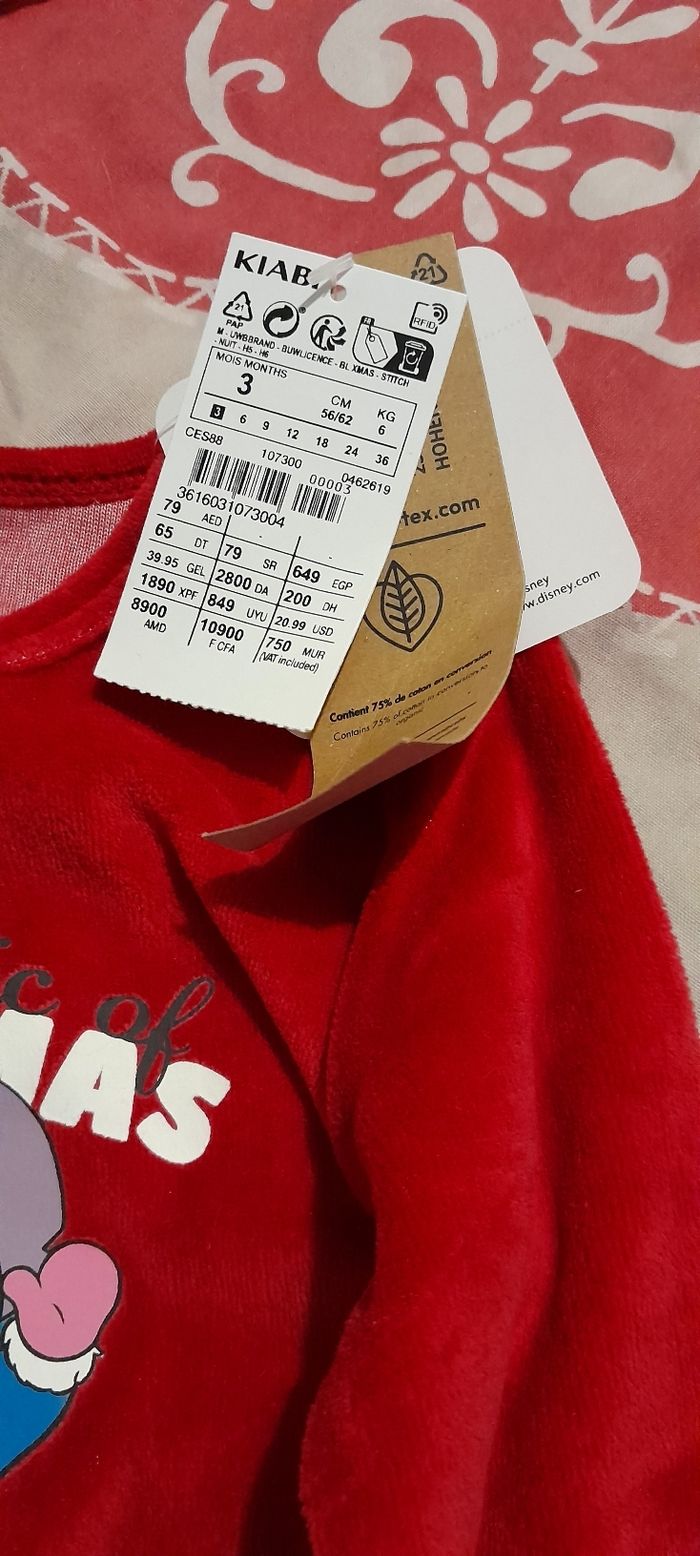 KIABI
21
PAP
RFID
M - UWBBRAND - BUWLICENCE - BL XMAS - STITCH
- NUIT - H5 - H6
MOIS MONTHS
3
CM
56/62
KG
6
3 6 9 12 18 24 36
CES88 107300 00003 0462619
3616031073004
79 AED - -
65 DT 79 SR 649 EGP
39.95 GEL 2800 DA 200 DH
1890 XPF 849 UYU 20.99 USD
8900 AMD 10900 F CFA 750 MUR
(VAT included)
21
HOHEN
-tex.com
Contient 75% de coton en conversion
Contains 75% of cotton in conversion to
organic
sney
w.disney.com
ic of
MAS